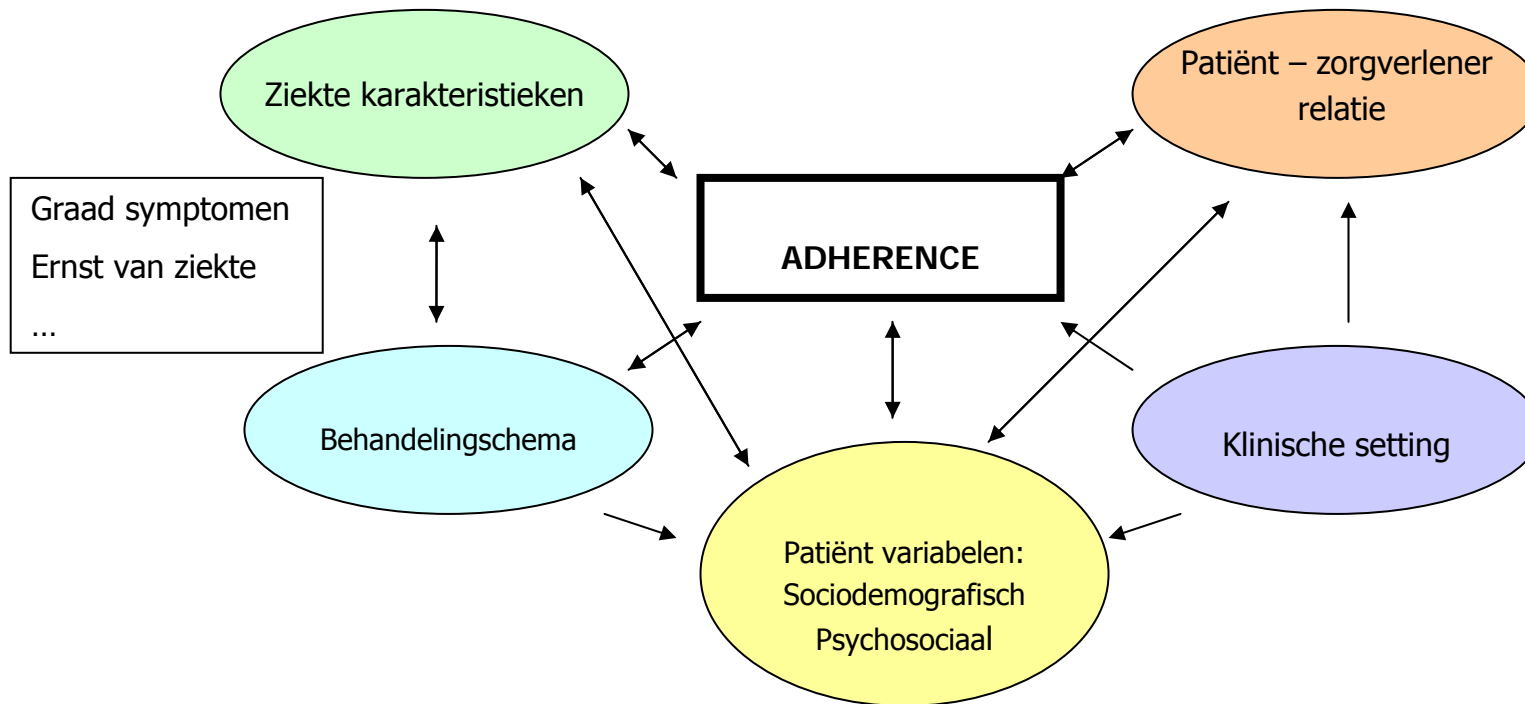 Ziekte karakteristieken
Patiënt – zorgverlener
relatie
Graad symptomen
Ernst van ziekte
...
ADHERENCE
Behandelingschema
Klinische setting
Patiënt variabelen:
Sociodemografisch
Psychosociaal